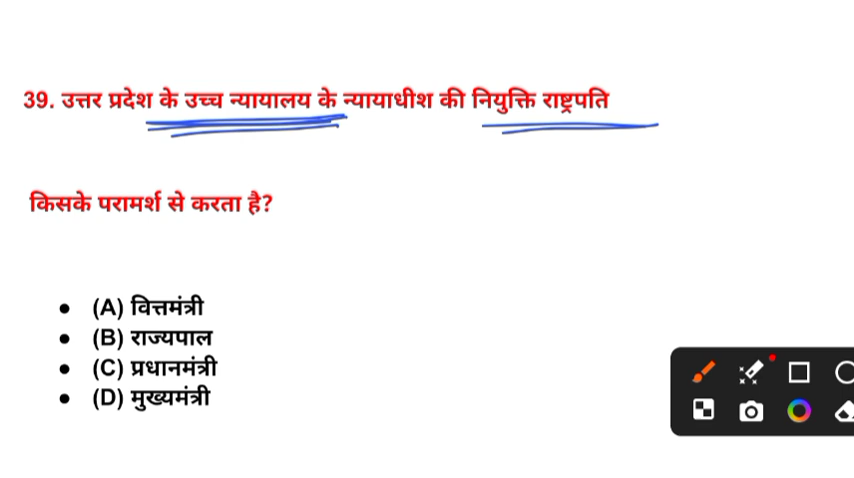 39. उत्तर प्रदेश के उच्च न्यायालय के न्यायाधीश की नियुक्ति राष्ट्रपति
किसके परामर्श से करता है?
(A) वित्तमंत्री
(B) राज्यपाल
(C) प्रधानमंत्री
(D) मुख्यमंत्री